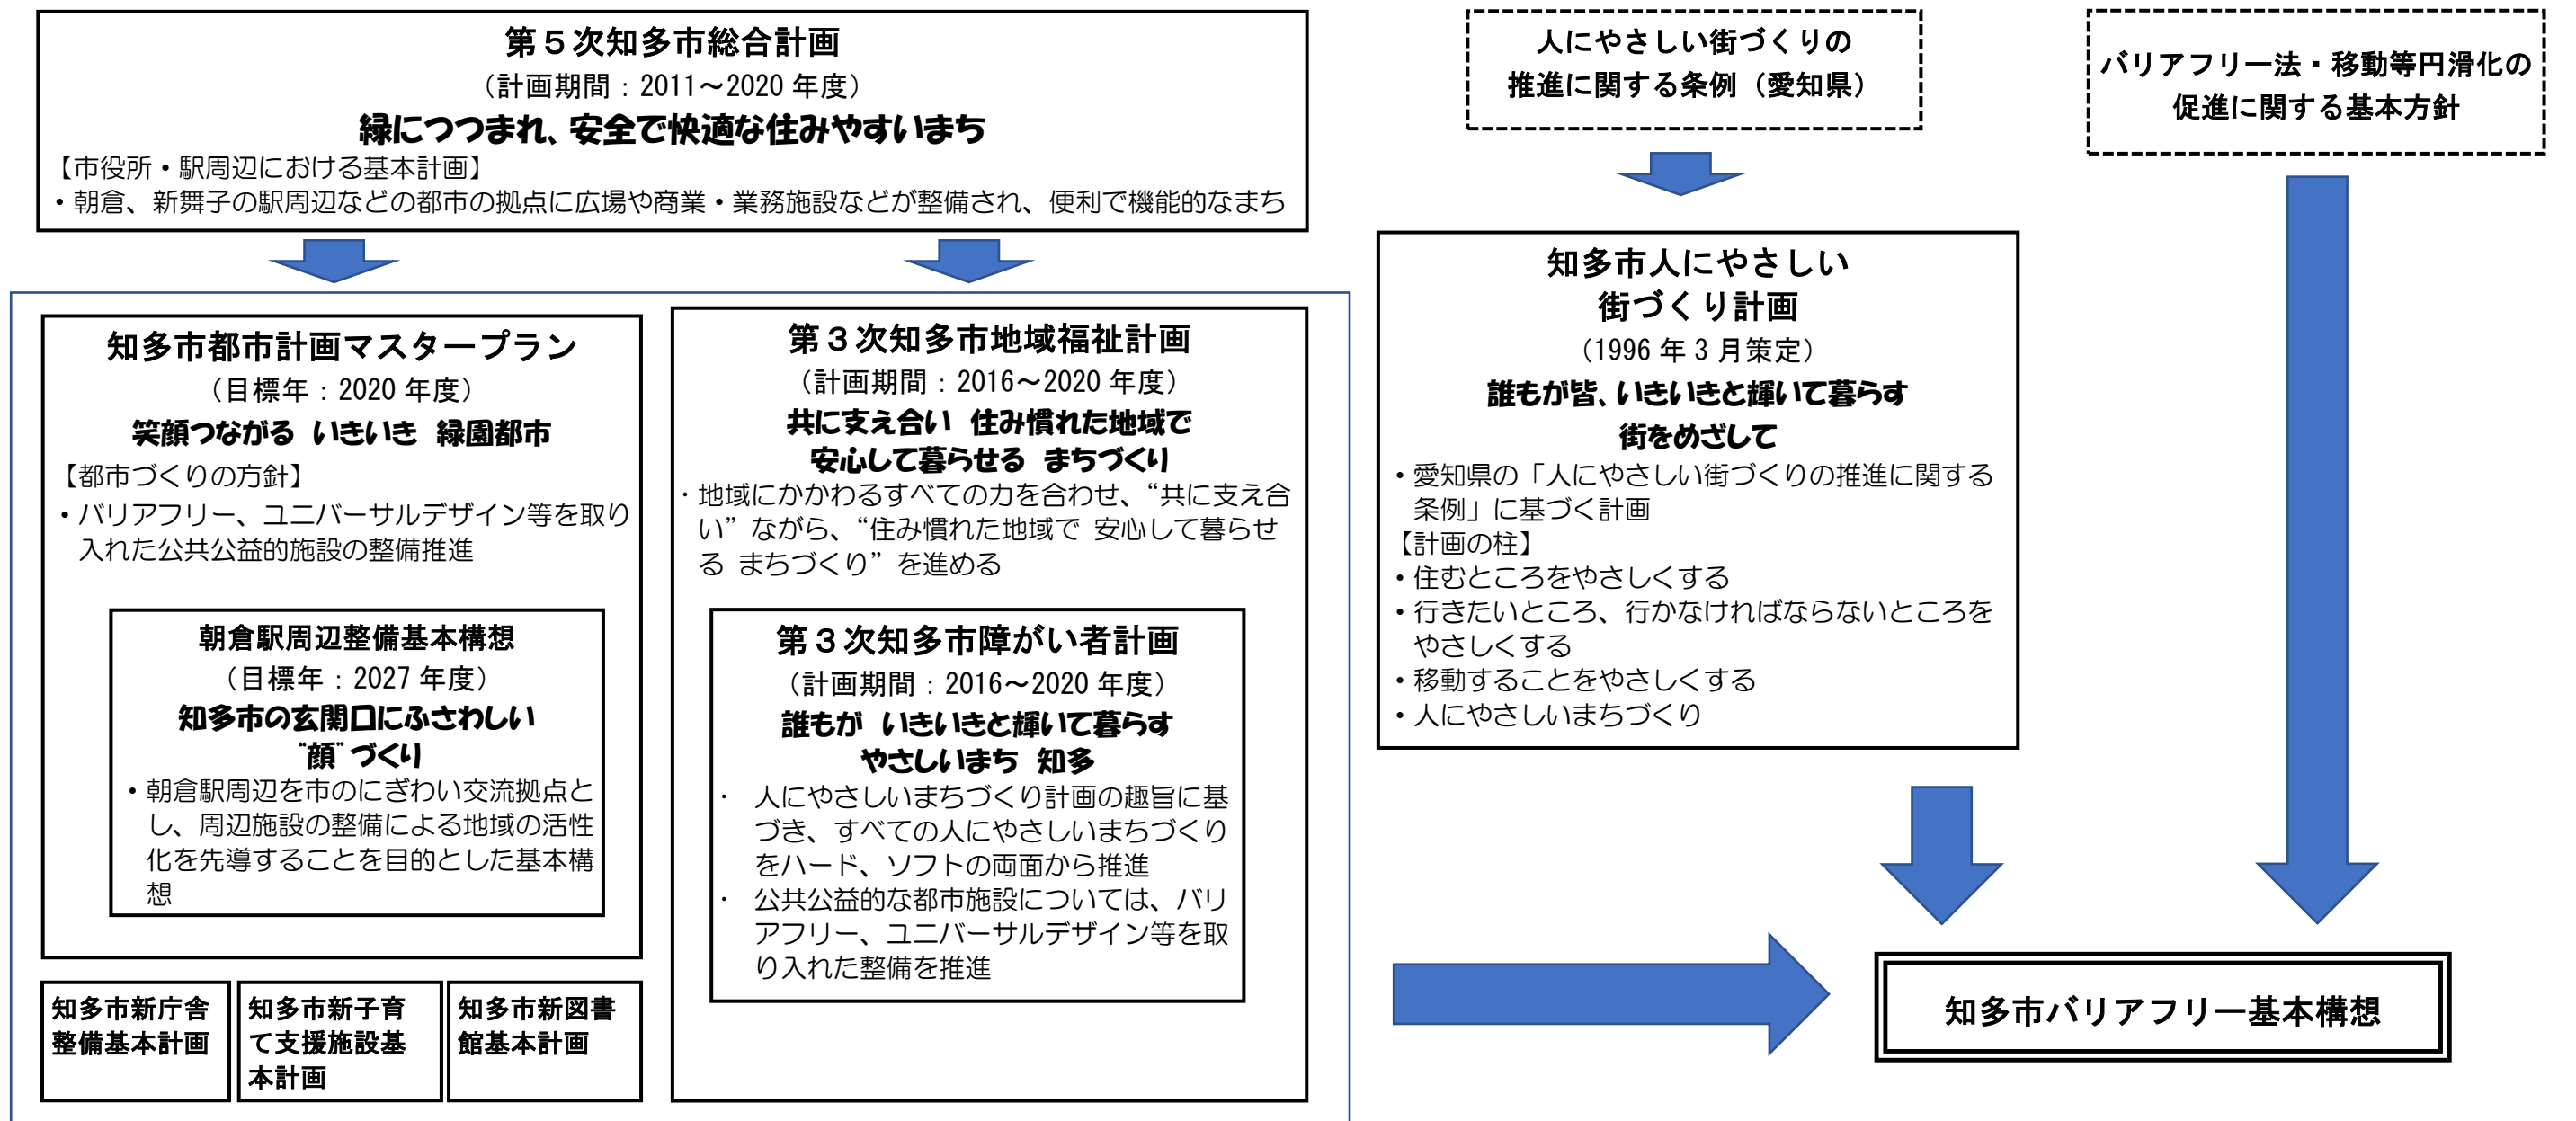 第５次知多市総合計画
（計画期間：2011～2020 年度）
緑につつまれ、安全で快適な住みやすいまち
【市役所・駅周辺における基本計画】
・朝倉、新舞子の駅周辺などの都市の拠点に広場や商業・業務施設などが整備され、便利で機能的なまち
人にやさしい街づくりの
推進に関する条例（愛知県）
バリアフリー法・移動等円滑化の
促進に関する基本方針
知多市都市計画マスタープラン
（目標年：2020 年度）
笑顔つながる いきいき 緑園都市
【都市づくりの方針】
・バリアフリー、ユニバーサルデザイン等を取り
入れた公共公益的施設の整備推進
朝倉駅周辺整備基本構想
（目標年：2027 年度）
知多市の玄関口にふさわしい
“顔”づくり
・朝倉駅周辺を市のにぎわい交流拠点と
し、周辺施設の整備による地域の活性
化を先導することを目的とした基本構
想
知多市新庁舎
整備基本計画
知多市新子育
て支援施設基
本計画
知多市新図書
館基本計画
第３次知多市地域福祉計画
（計画期間：2016～2020 年度）
共に支え合い 住み慣れた地域で
安心して暮らせる まちづくり
・地域にかかわるすべての力を合わせ、“共に支え合
い”ながら、“住み慣れた地域で 安心して暮らせ
る まちづくり”を進める
第３次知多市障がい者計画
（計画期間：2016～2020 年度）
誰もが いきいきと輝いて暮らす
やさしいまち 知多
・ 人にやさしいまちづくり計画の趣旨に基
づき、すべての人にやさしいまちづくり
をハード、ソフトの両面から推進
・ 公共公益的な都市施設については、バリ
アフリー、ユニバーサルデザイン等を取
り入れた整備を推進
知多市人にやさしい
街づくり計画
（1996 年 3 月策定）
誰もが皆、いきいきと輝いて暮らす
街をめざして
・愛知県の「人にやさしい街づくりの推進に関する
条例」に基づく計画
【計画の柱】
・住むところをやさしくする
・行きたいところ、行かなければならないところを
やさしくする
・移動することをやさしくする
・人にやさしいまちづくり
知多市バリアフリー基本構想